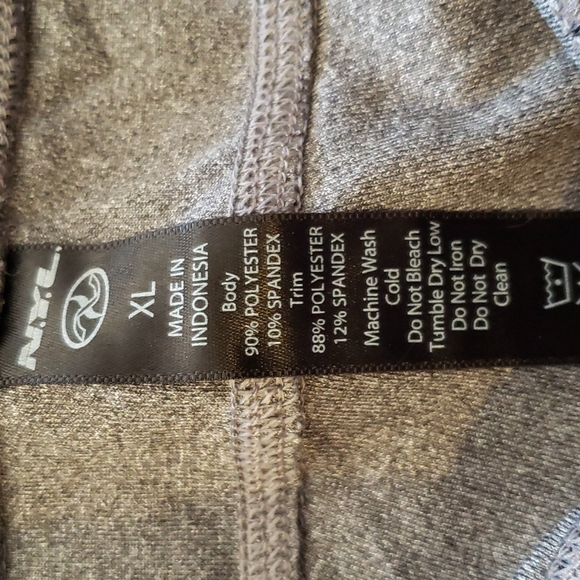 N.Y.L.
XL
MADE IN
INDONESIA
Body
90% POLYESTER
10% SPANDEX
Trim
88% POLYESTER
12% SPANDEX
Machine Wash
Cold
Do Not Bleach
Tumble Dry Low
Do Not Iron
Do Not Dry
Clean